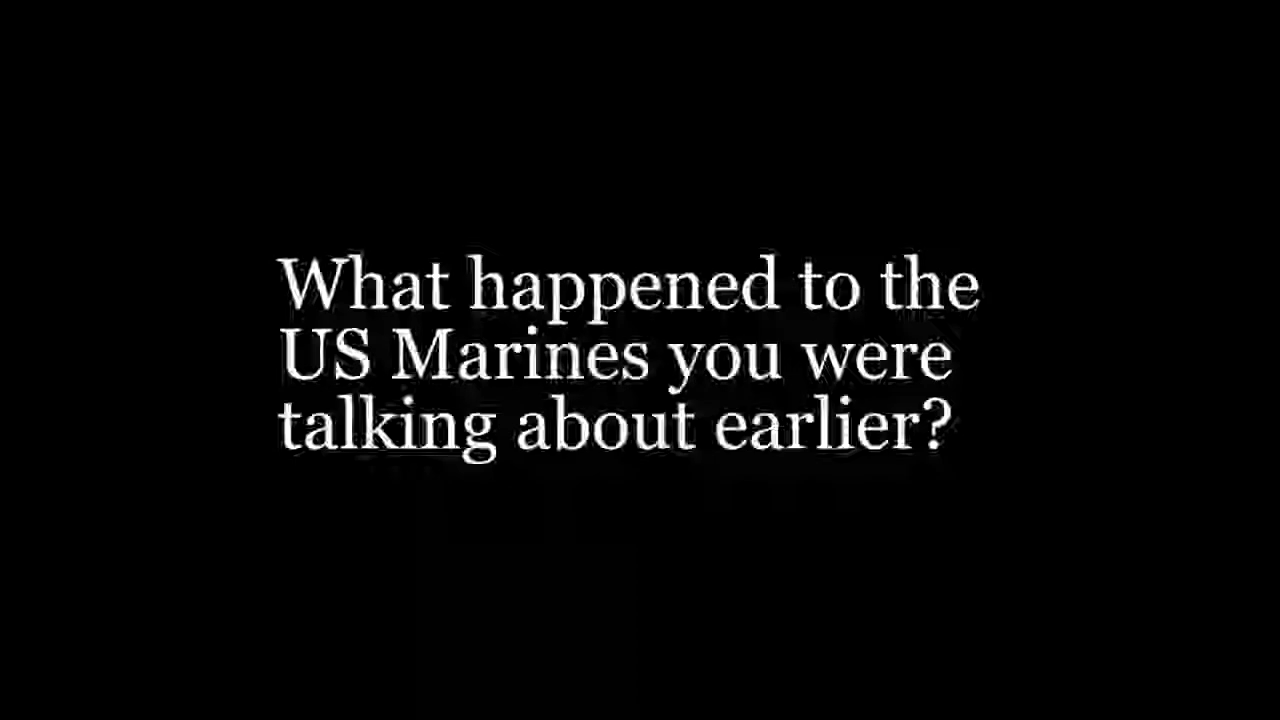 What happened to the
US Marines you were
talking about earlier?